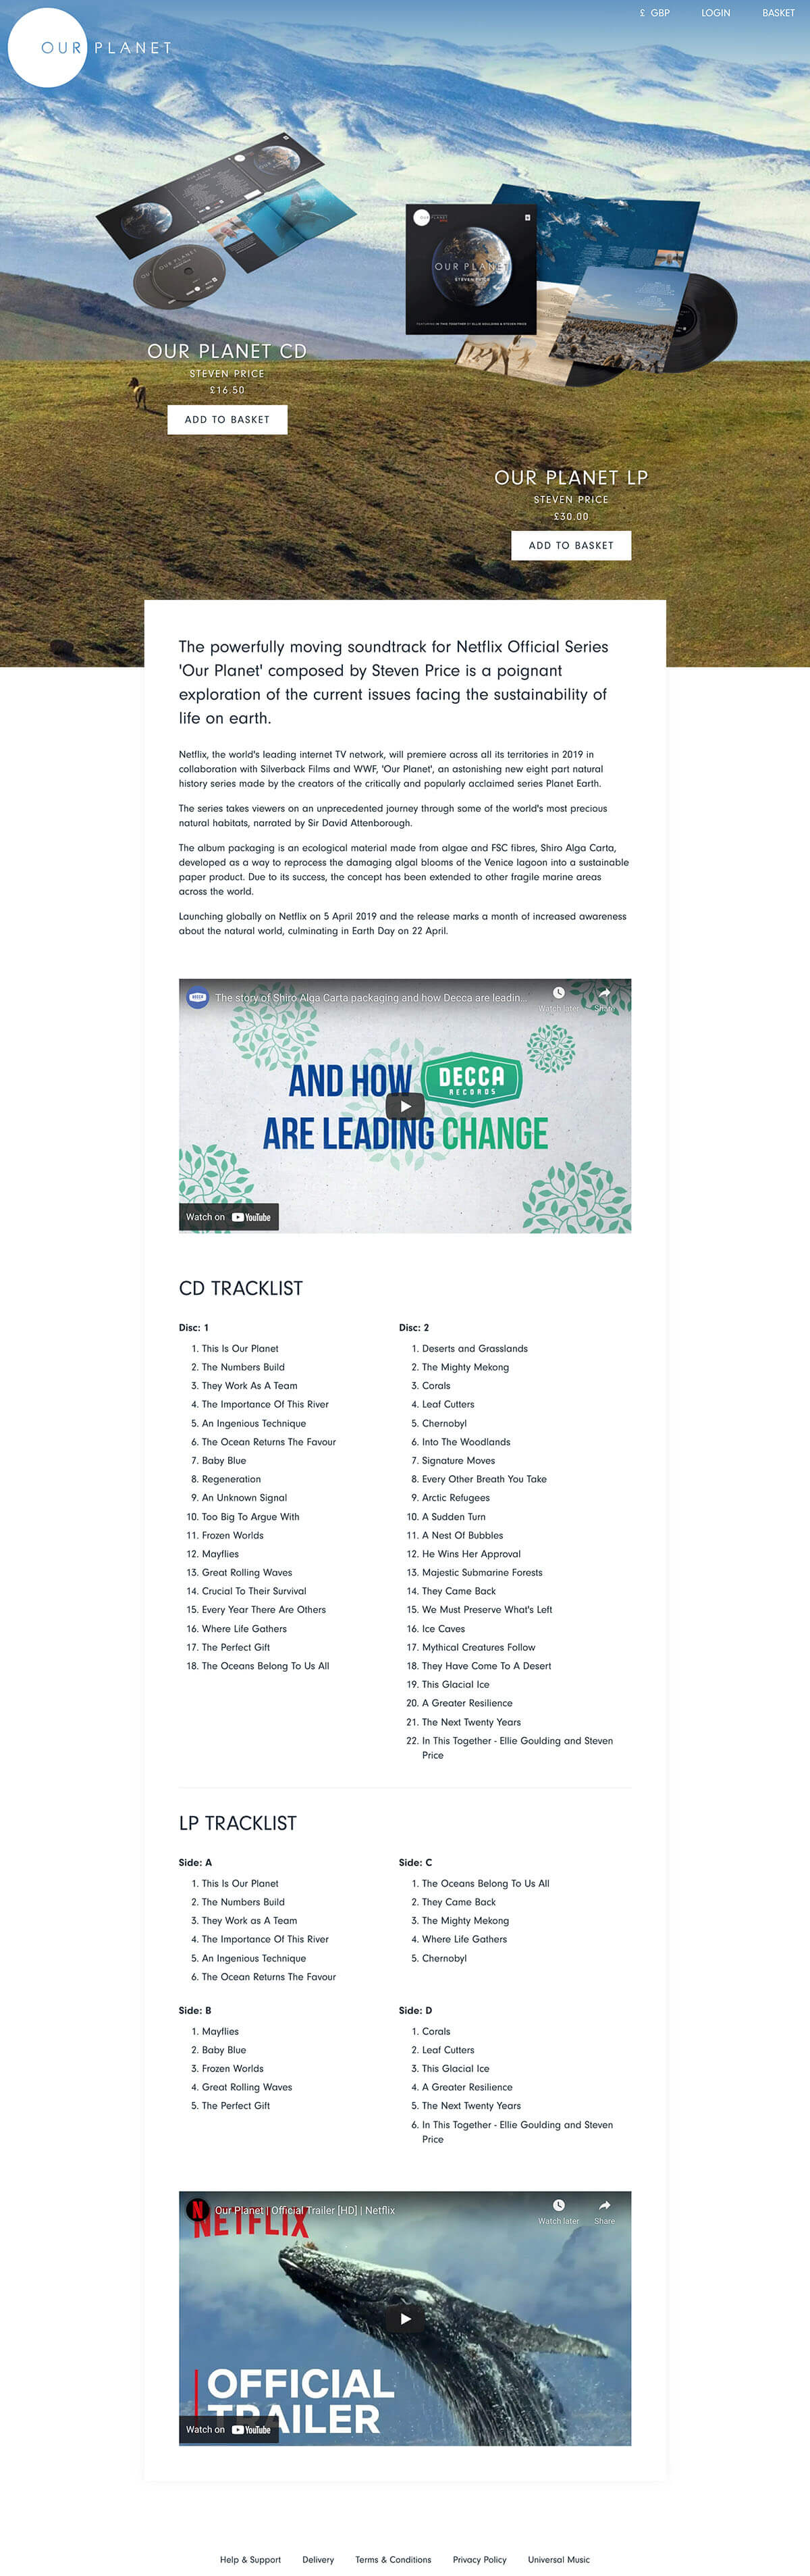 £ GBP
LOGIN
BASKET
OUR PLANET
OUR PLANET
OUR PLANET
STEVEN PRICE
FEATURING IN THIS TOGETHER BY ELLIE GOULDING & STEVEN PRICE
OUR PLANET CD
STEVEN PRICE
£16.50
ADD TO BASKET
OUR PLANET LP
STEVEN PRICE
£30.00
ADD TO BASKET
The powerfully moving soundtrack for Netflix Official Series
'Our Planet' composed by Steven Price is a poignant
exploration of the current issues facing the sustainability of
life on earth.
Netflix, the world's leading internet TV network, will premiere across all its territories in 2019 in
collaboration with Silverback Films and WWF, 'Our Planet', an astonishing new eight part natural
history series made by the creators of the critically and popularly acclaimed series Planet Earth.
The series takes viewers on an unprecedented journey through some of the world's most precious
natural habitats, narrated by Sir David Attenborough.
The album packaging is an ecological material made from algae and FSC fibres, Shiro Alga Carta,
developed as a way to reprocess the damaging algal blooms of the Venice lagoon into a sustainable
paper product. Due to its success, the concept has been extended to other fragile marine areas
across the world.
Launching globally on Netflix on 5 April 2019 and the release marks a month of increased awareness
about the natural world, culminating in Earth Day on 22 April.
DECCA
The story of Shiro Alga Carta packaging and how Decca are leadin...
Watch later
Share
AND HOW DECCA
RECORDS
ARE LEADING CHANGE
Watch on YouTube
CD TRACKLIST
Disc: 1
1. This Is Our Planet
2. The Numbers Build
3. They Work As A Team
4. The Importance Of This River
5. An Ingenious Technique
6. The Ocean Returns The Favour
7. Baby Blue
8. Regeneration
9. An Unknown Signal
10. Too Big To Argue With
11. Frozen Worlds
12. Mayflies
13. Great Rolling Waves
14. Crucial To Their Survival
15. Every Year There Are Others
16. Where Life Gathers
17. The Perfect Gift
18. The Oceans Belong To Us All
Disc: 2
1. Deserts and Grasslands
2. The Mighty Mekong
3. Corals
4. Leaf Cutters
5. Chernobyl
6. Into The Woodlands
7. Signature Moves
8. Every Other Breath You Take
9. Arctic Refugees
10. A Sudden Turn
11. A Nest Of Bubbles
12. He Wins Her Approval
13. Majestic Submarine Forests
14. They Came Back
15. We Must Preserve What's Left
16. Ice Caves
17. Mythical Creatures Follow
18. They Have Come To A Desert
19. This Glacial Ice
20. A Greater Resilience
21. The Next Twenty Years
22. In This Together - Ellie Goulding and Steven
Price
LP TRACKLIST
Side: A
1. This Is Our Planet
2. The Numbers Build
3. They Work as A Team
4. The Importance Of This River
5. An Ingenious Technique
6. The Ocean Returns The Favour
Side: C
1. The Oceans Belong To Us All
2. They Came Back
3. The Mighty Mekong
4. Where Life Gathers
5. Chernobyl
Side: B
1. Mayflies
2. Baby Blue
3. Frozen Worlds
4. Great Rolling Waves
5. The Perfect Gift
Side: D
1. Corals
2. Leaf Cutters
3. This Glacial Ice
4. A Greater Resilience
5. The Next Twenty Years
6. In This Together - Ellie Goulding and Steven
Price
N
Our Planet | Official Trailer [HD] | Netflix
Watch later
Share
NETFLIX
OFFICIAL
TRAILER
Watch on YouTube
Help & Support
Delivery
Terms & Conditions
Privacy Policy
Universal Music